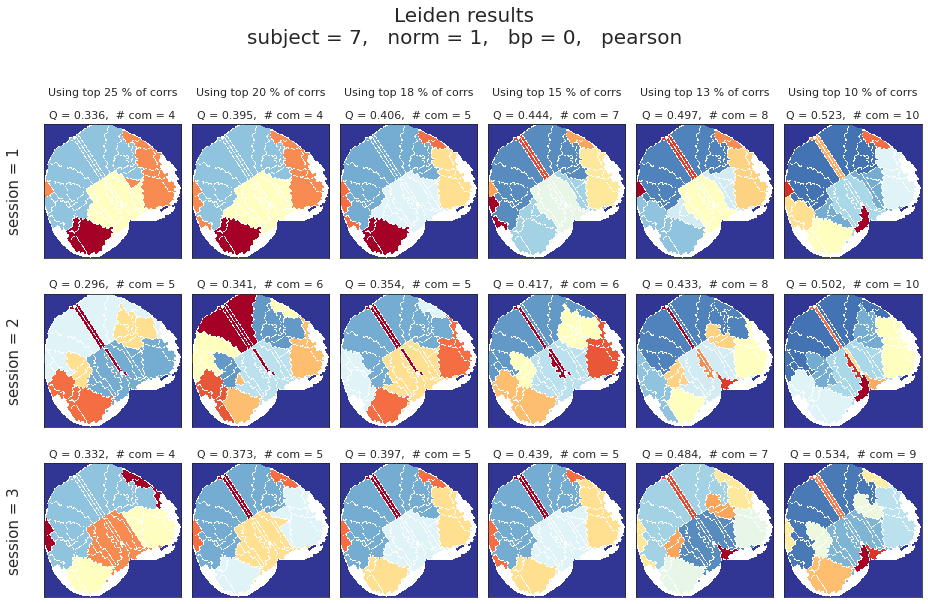 Leiden results
subject = 7,   norm = 1,   bp = 0,   pearson
Using top 25 % of corrs
Using top 20 % of corrs
Using top 18 % of corrs
Using top 15 % of corrs
Using top 13 % of corrs
Using top 10 % of corrs
session = 1
Q = 0.336,  # com = 4
Q = 0.395,  # com = 4
Q = 0.406,  # com = 5
Q = 0.444,  # com = 7
Q = 0.497,  # com = 8
Q = 0.523,  # com = 10
session = 2
Q = 0.296,  # com = 5
Q = 0.341,  # com = 6
Q = 0.354,  # com = 5
Q = 0.417,  # com = 6
Q = 0.433,  # com = 8
Q = 0.502,  # com = 10
session = 3
Q = 0.332,  # com = 4
Q = 0.373,  # com = 5
Q = 0.397,  # com = 5
Q = 0.439,  # com = 5
Q = 0.484,  # com = 7
Q = 0.534,  # com = 9